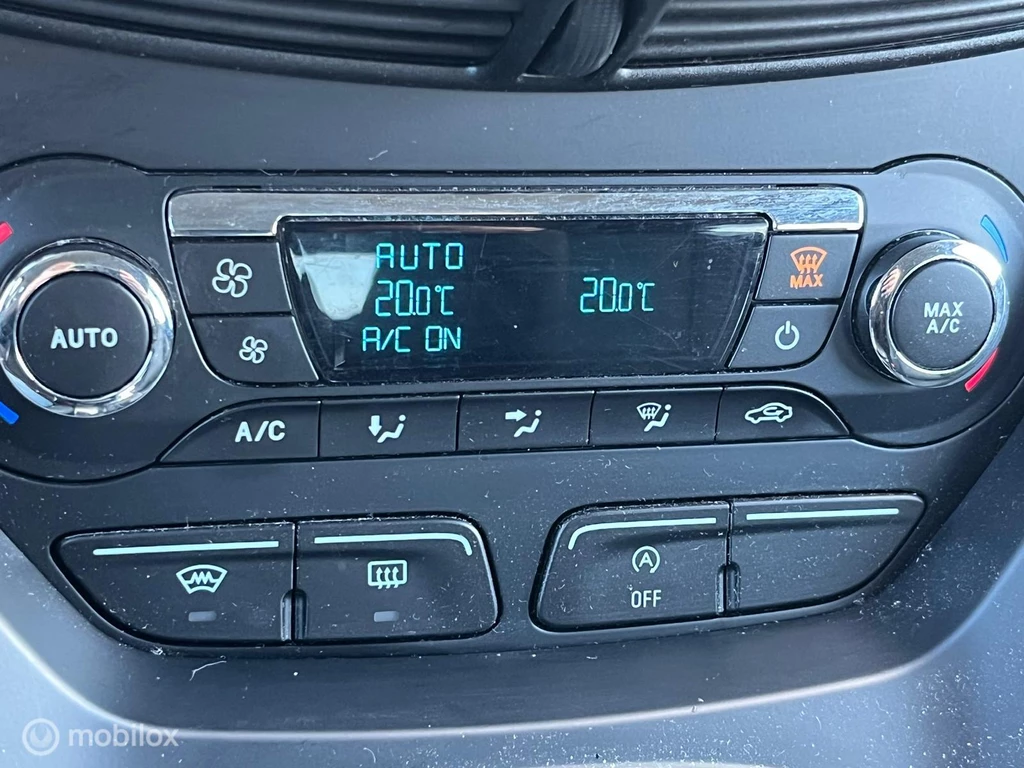 AUTO
20.0℃
20.0℃
A/C ON
MAX
AUTO
MAX
A/C
A/C
A
OFF
mobilox